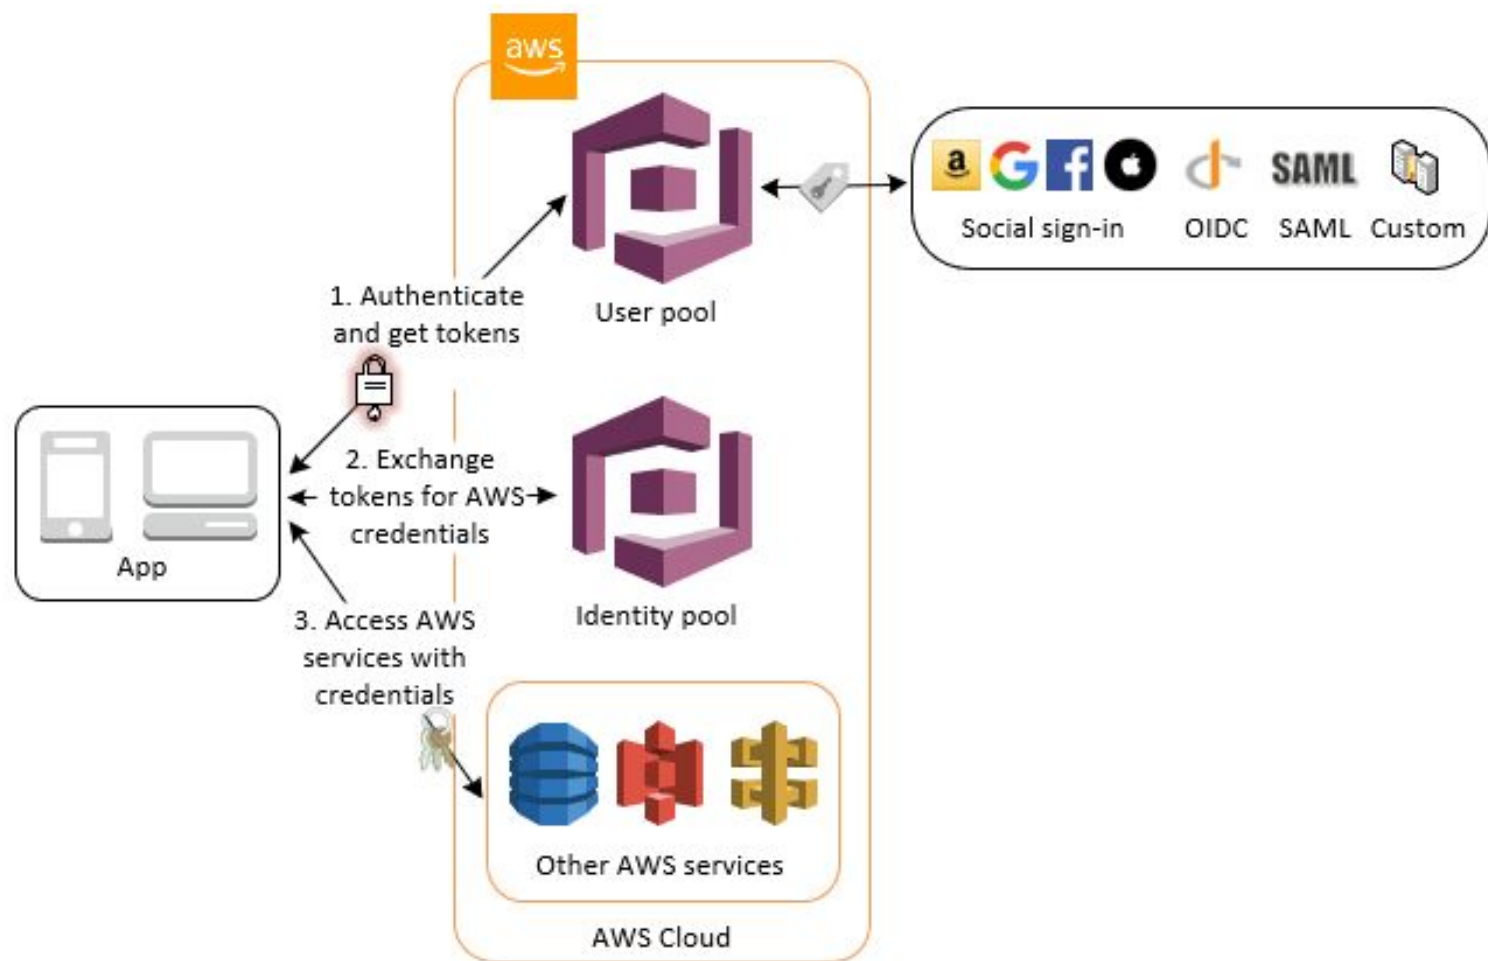 aws
1. Authenticate
and get tokens
User pool
a
G
f
SAML
Social sign-in
OIDC
SAML
Custom
2. Exchange
tokens for AWS
credentials
App
Identity pool
3. Access AWS
services with
credentials
Other AWS services
AWS Cloud